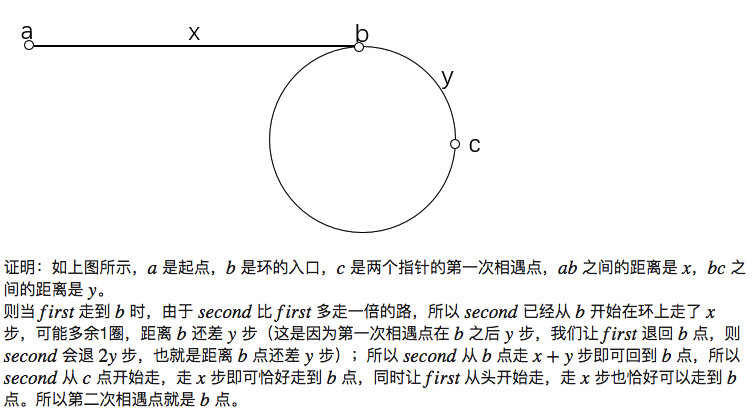 a
x
b
y
c
证明：如上图所示，a 是起点，b 是环的入口，c 是两个指针的第一次相遇点，ab 之间的距离是 x，bc 之
间的距离是 y。
则当 first 走到 b 时，由于 second 比 first 多走一倍的路，所以 second 已经从 b 开始在环上走了 x
步，可能多余1圈，距离 b 还差 y 步（这是因为第一次相遇点在 b 之后 y 步，我们让 first 退回 b 点，则
second 会退 2y 步，也就是距离 b 点还差 y 步）；所以 second 从 b 点走 x + y 步即可回到 b 点，所以
second 从 c 点开始走，走 x 步即可恰好走到 b 点，同时让 first 从头开始走，走 x 步也恰好可以走到 b
点。所以第二次相遇点就是 b 点。